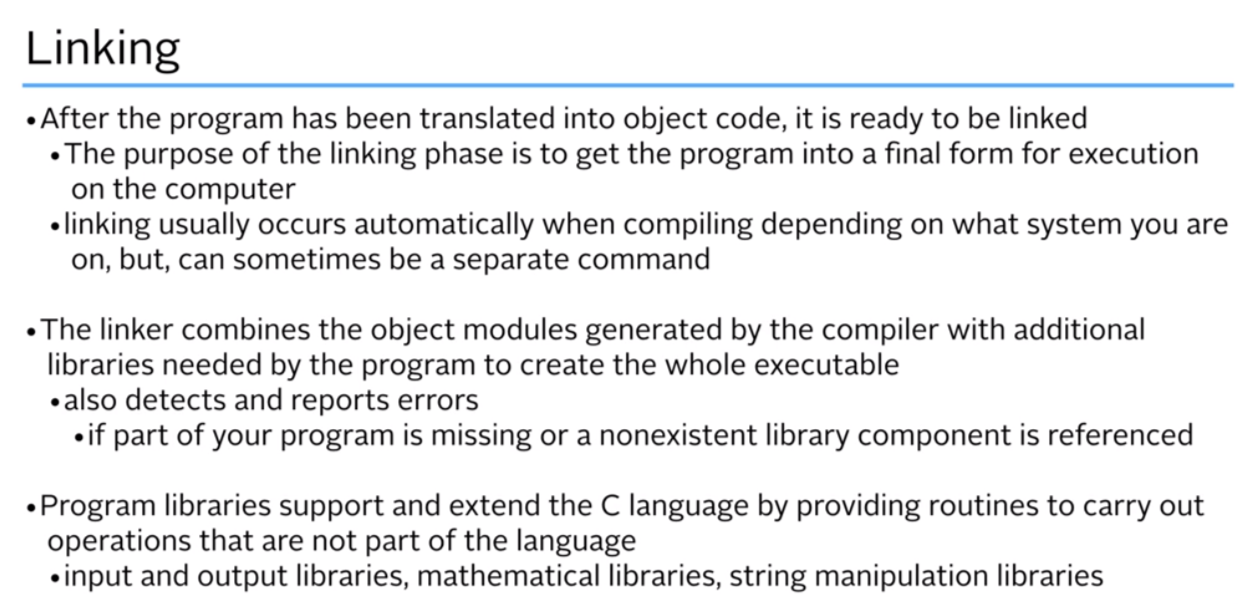 Linking
•After the program has been translated into object code, it is ready to be linked
•The purpose of the linking phase is to get the program into a final form for execution
on the computer
•linking usually occurs automatically when compiling depending on what system you are
on, but, can sometimes be a separate command
•The linker combines the object modules generated by the compiler with additional
libraries needed by the program to create the whole executable
•also detects and reports errors
•if part of your program is missing or a nonexistent library component is referenced
•Program libraries support and extend the C language by providing routines to carry out
operations that are not part of the language
•input and output libraries, mathematical libraries, string manipulation libraries